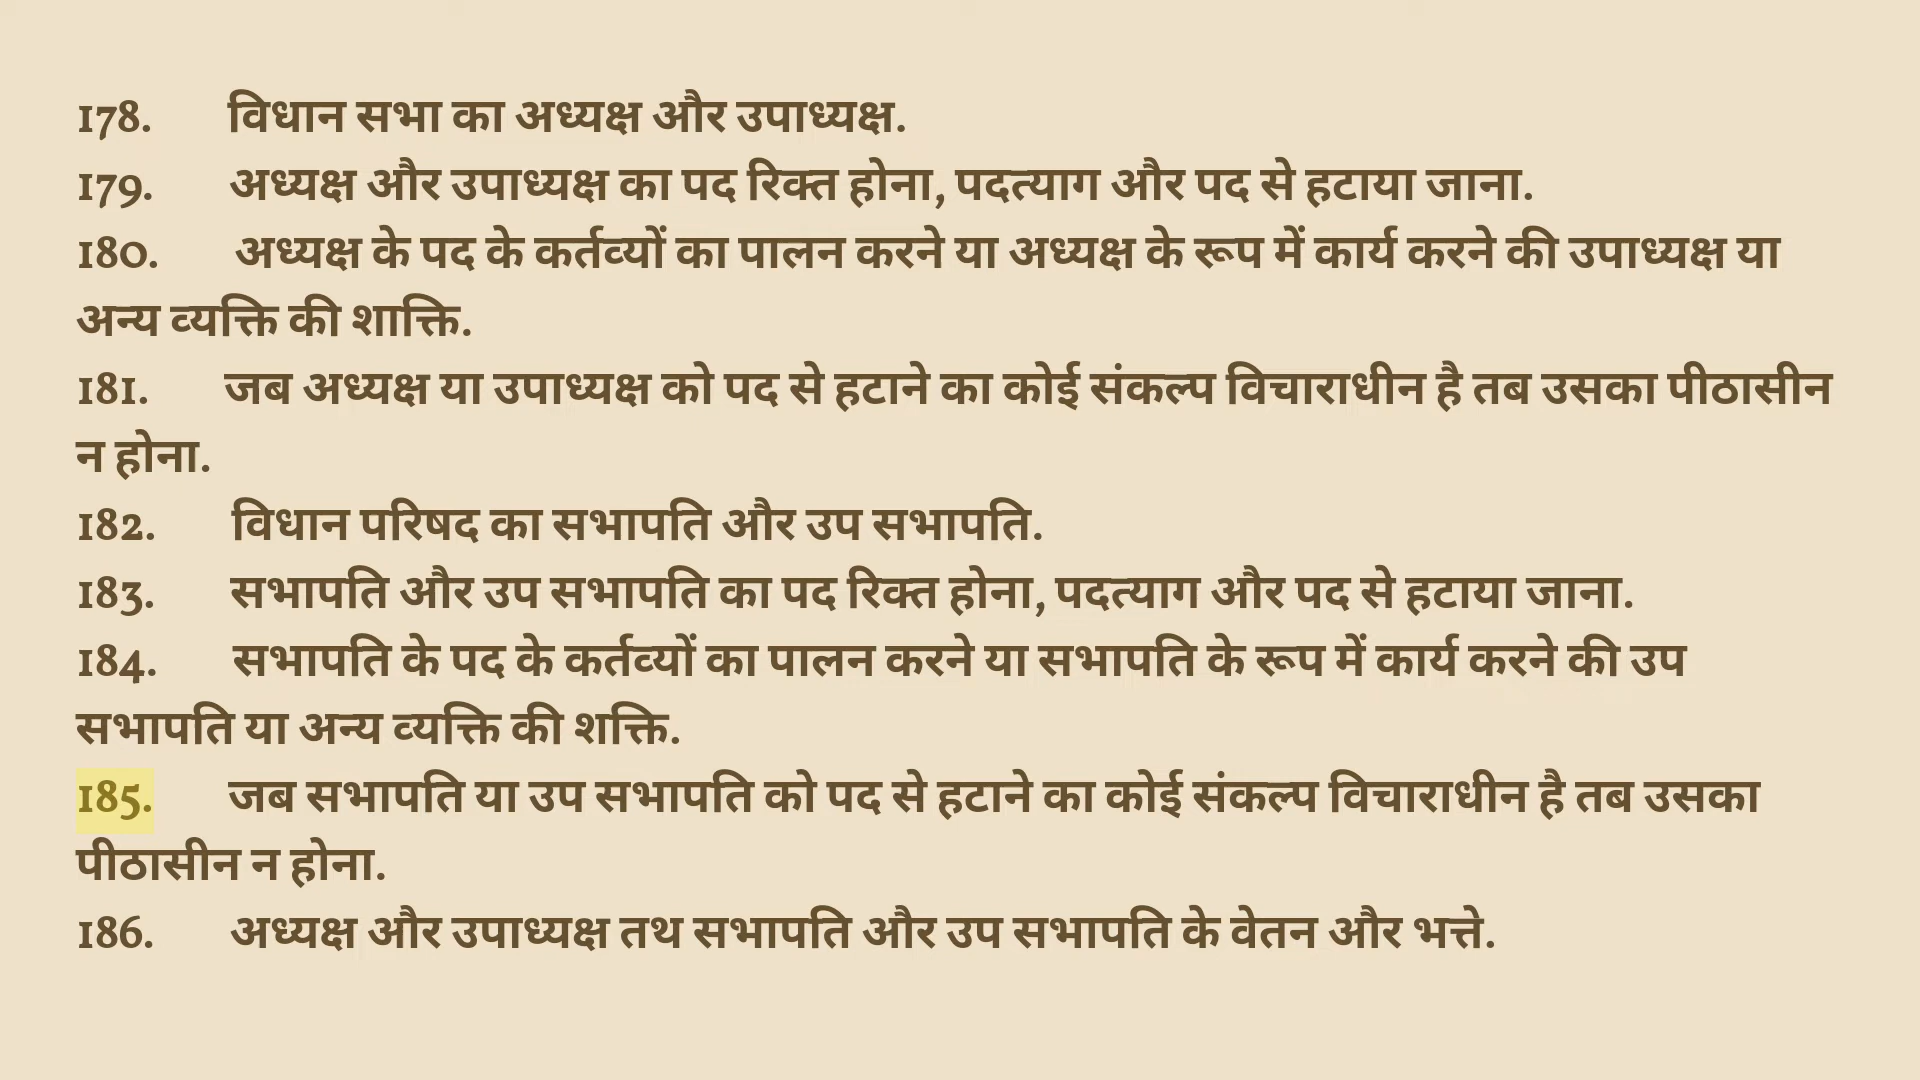 178. विधान सभा का अध्यक्ष और उपाध्यक्ष.
179. अध्यक्ष और उपाध्यक्ष का पद रिक्त होना, पदत्याग और पद से हटाया जाना.
180. अध्यक्ष के पद के कर्तव्यों का पालन करने या अध्यक्ष के रूप में कार्य करने की उपाध्यक्ष या
अन्य व्यक्ति की शाक्ति.
181. जब अध्यक्ष या उपाध्यक्ष को पद से हटाने का कोई संकल्प विचाराधीन है तब उसका पीठासीन
न होना.
182. विधान परिषद का सभापति और उप सभापति.
183. सभापति और उप सभापति का पद रिक्त होना, पदत्याग और पद से हटाया जाना.
184. सभापति के पद के कर्तव्यों का पालन करने या सभापति के रूप में कार्य करने की उप
सभापति या अन्य व्यक्ति की शक्ति.
185. जब सभापति या उप सभापति को पद से हटाने का कोई संकल्प विचाराधीन है तब उसका
पीठासीन न होना.
186. अध्यक्ष और उपाध्यक्ष तथ सभापति और उप सभापति के वेतन और भत्ते.